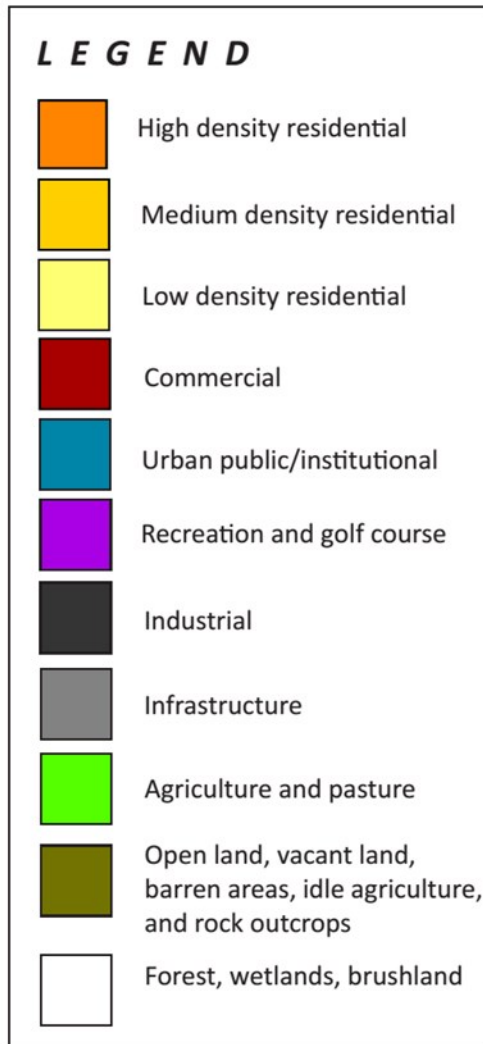 LEGEND
High density residential
Medium density residential
Low density residential
Commercial
Urban public/institutional
Recreation and golf course
Industrial
Infrastructure
Agriculture and pasture
Open land, vacant land,
barren areas, idle agriculture,
and rock outcrops
Forest, wetlands, brushland